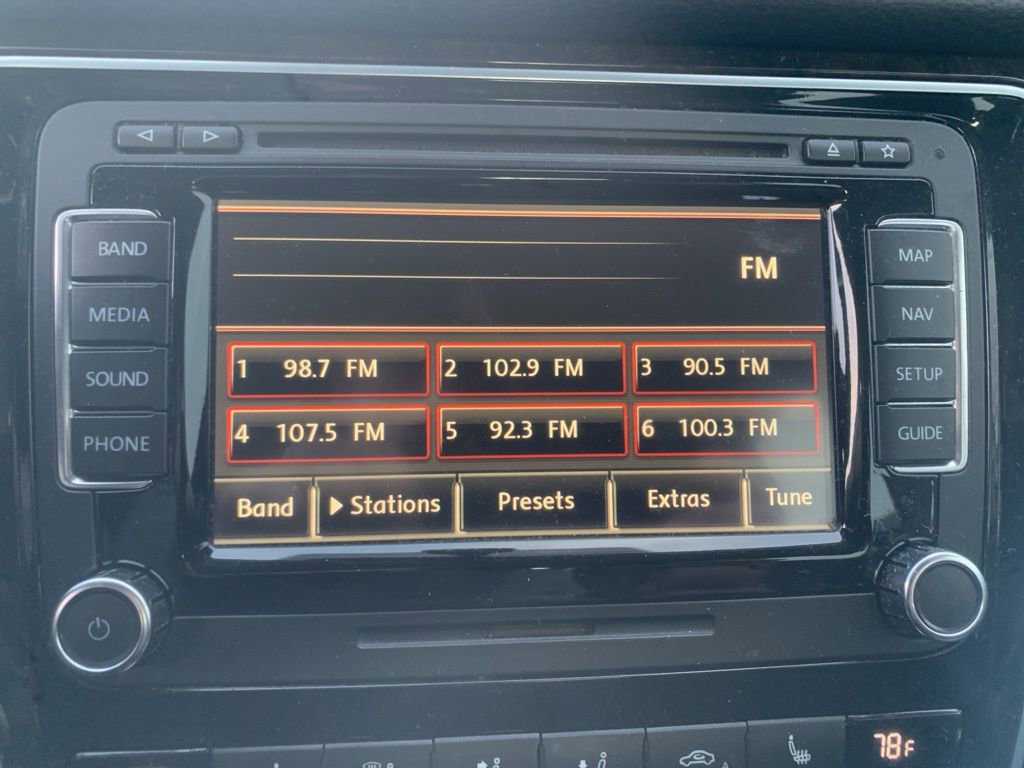 BAND
MEDIA
SOUND
PHONE
FM
1 98.7 FM
2 102.9 FM
3 90.5 FM
4 107.5 FM
5 92.3 FM
6 100.3 FM
Band
Stations
Presets
Extras
Tune
MAP
NAV
SETUP
GUIDE
78F